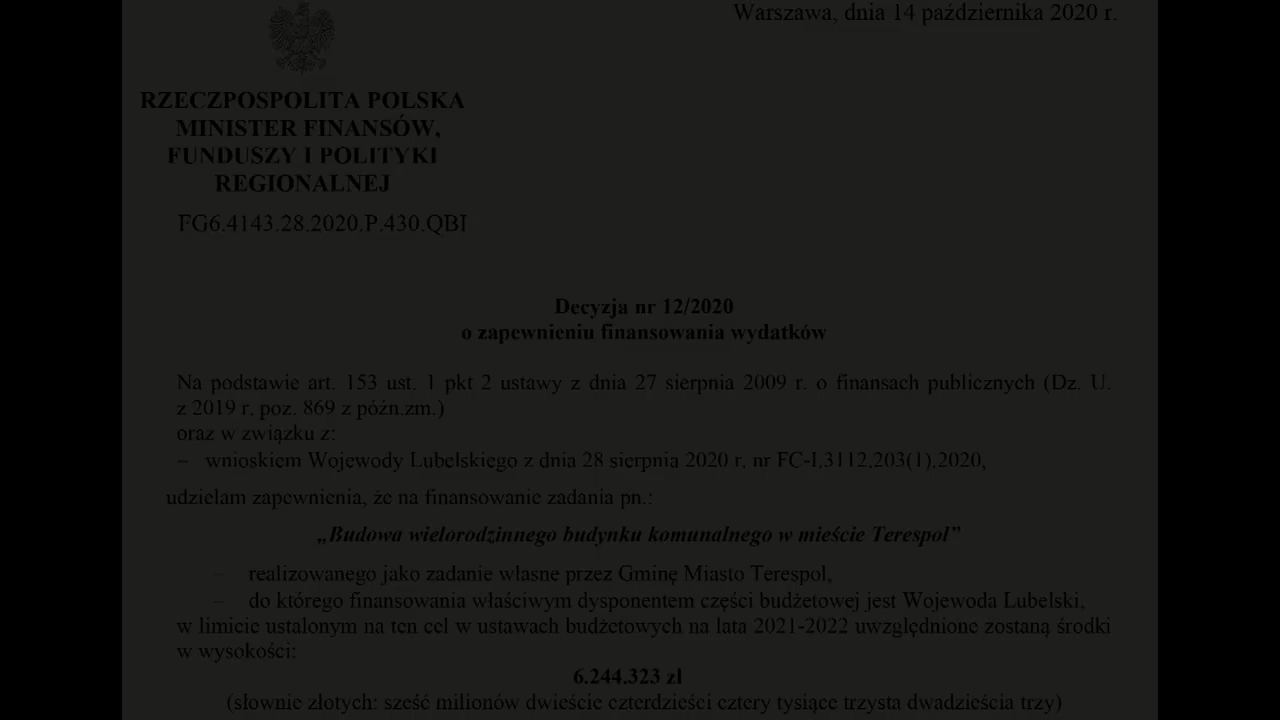 Warszawa, dnia 14 października 2020 r.
RZECZPOSPOLITA POLSKA
MINISTER FINANSÓW,
FUNDUSZY I POLITYKI
REGIONALNEJ
FG6.4143.28.2020.P.430.QBI
Decyzja nr 12/2020
o zapewnieniu finansowania wydatków
Na podstawie art. 153 ust. 1 pkt 2 ustawy z dnia 27 sierpnia 2009 r. o finansach publicznych (Dz. U.
z 2019 r. poz. 869 z późn.zm.)
oraz w związku z:
– wnioskiem Wojewody Lubelskiego z dnia 28 sierpnia 2020 r. nr FC-I.3112.203(1).2020,
udzielam zapewnienia, że na finansowanie zadania pn.:
„Budowa wielorodzinnego budynku komunalnego w mieście Terespol”
– realizowanego jako zadanie własne przez Gminę Miasto Terespol,
– do którego finansowania właściwym dysponentem części budżetowej jest Wojewoda Lubelski,
w limicie ustalonym na ten cel w ustawach budżetowych na lata 2021-2022 uwzględnione zostaną środki
w wysokości:
6.244.323 zł
(słownie złotych: sześć milionów dwieście czterdzieści cztery tysiące trzysta dwadzieścia trzy)